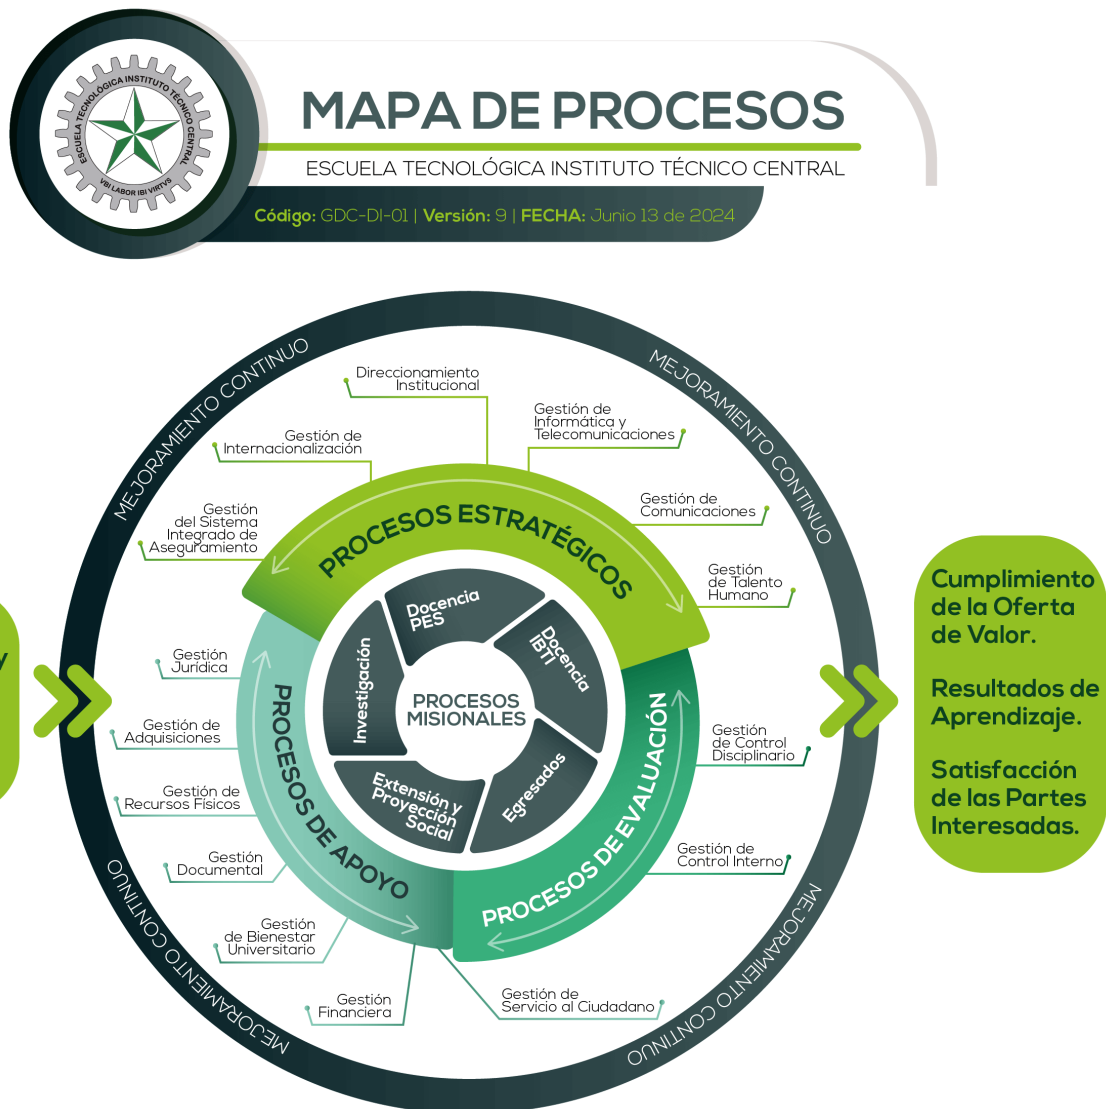 ESCUELA TECNOLÓGICA INSTITUTO TÉCNICO CENTRAL
VBI LABOR IBI VIRTVS
MAPA DE PROCESOS
ESCUELA TECNOLÓGICA INSTITUTO TÉCNICO CENTRAL
Código: GDC-DI-01 | Versión: 9 | FECHA: Junio 13 de 2024
MEJORAMIENTO CONTINUO
MEJORAMIENTO CONTINUO
Direccionamiento
Institucional
Gestión de
Informática y
Telecomunicaciones
Gestión de
Internacionalización
Gestión de
Comunicaciones
Gestión
del Sistema
Integrado de
Aseguramiento
Gestión
de Talento
Humano
PROCESOS ESTRATÉGICOS
Docencia
PES
Docencia
IBTI
Investigación
PROCESOS
MISIONALES
Egresados
Extensión y
Proyección
Social
PROCESOS DE APOYO
PROCESOS DE EVALUACIÓN
Gestión
Jurídica
Gestión de
Adquisiciones
Gestión de
Recursos Físicos
Gestión
Documental
Gestión
de Bienestar
Universitario
Gestión
Financiera
Gestión de
Servicio al Ciudadano
Gestión
de Control
Disciplinario
Gestión de
Control Interno
MEJORAMIENTO CONTINUO
MEJORAMIENTO CONTINUO
y
Cumplimiento
de la Oferta
de Valor.
Resultados de
Aprendizaje.
Satisfacción
de las Partes
Interesadas.